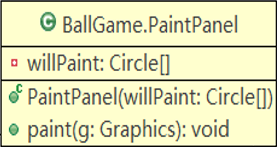 BallGame.PaintPanel
willPaint: Circle[]
PaintPanel(willPaint: Circle[])
paint(g: Graphics): void